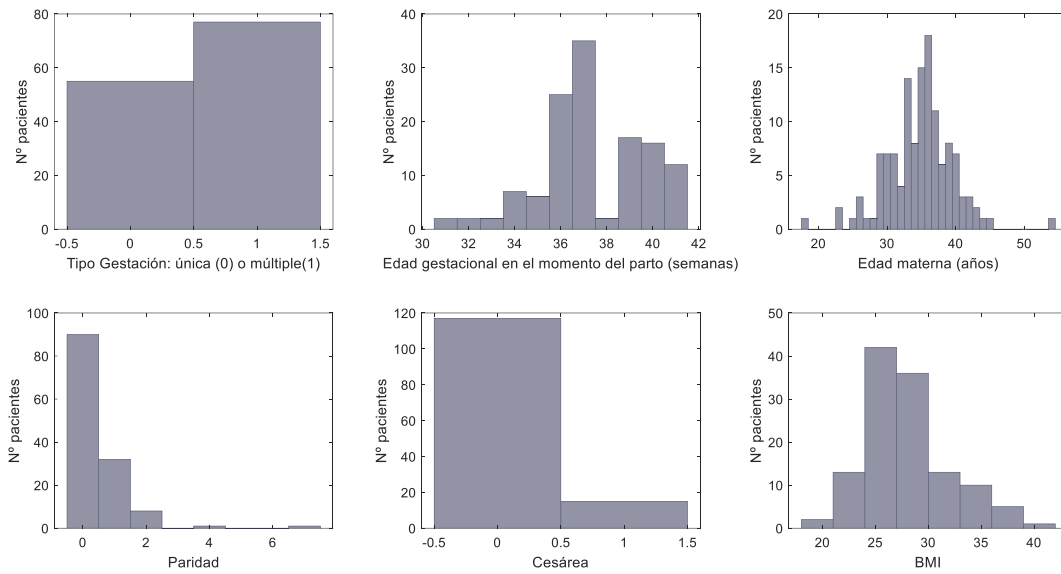 80
60
40
20
0
Nº pacientes
-0.5 0 0.5 1 1.5
Tipo Gestación: única (0) o múltiple(1)
40
30
20
10
0
Nº pacientes
30 32 34 36 38 40 42
Edad gestacional en el momento del parto (semanas)
20
15
10
5
0
Nº pacientes
20 30 40 50
Edad materna (años)
100
80
60
40
20
0
Nº pacientes
0 2 4 6
Paridad
120
100
80
60
40
20
0
Nº pacientes
-0.5 0 0.5 1 1.5
Cesárea
50
40
30
20
10
0
Nº pacientes
20 25 30 35 40
BMI